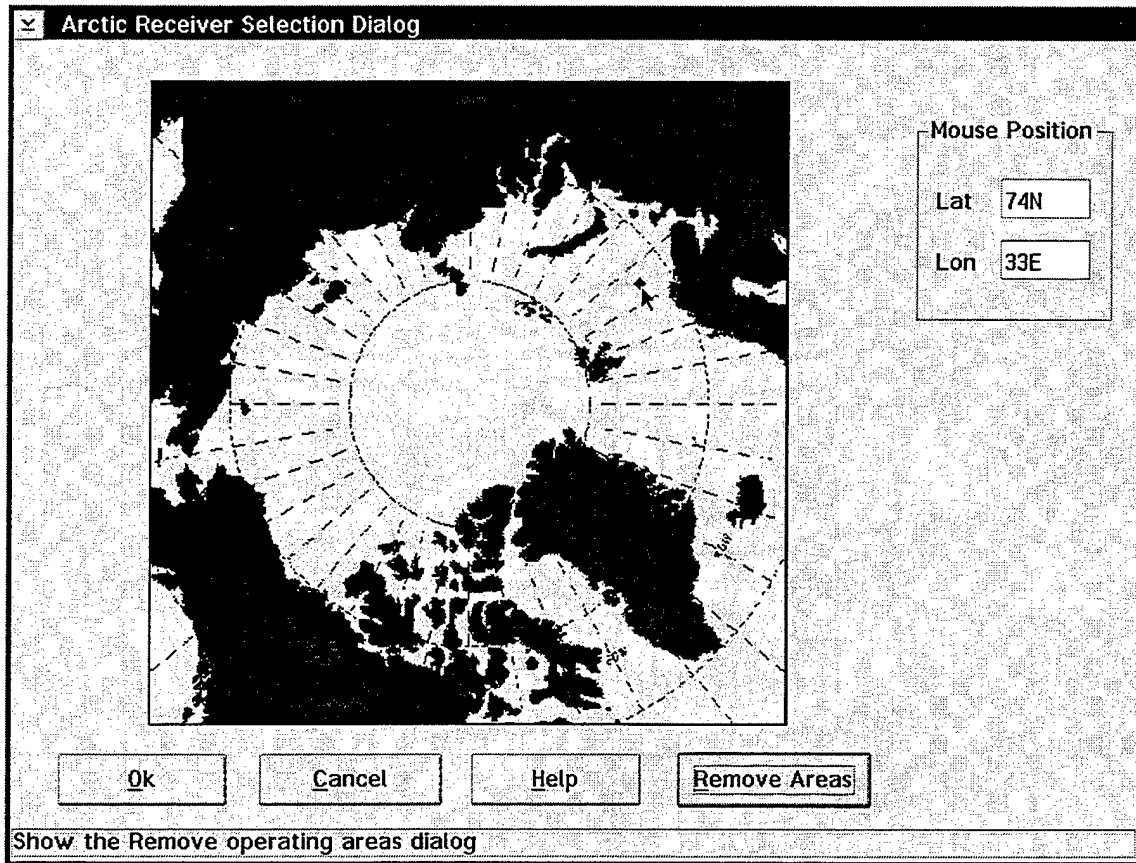 Arctic Receiver Selection Dialog
Mouse Position
Lat 74N
Lon 33E
Ok Cancel Help Remove Areas
Show the Remove operating areas dialog